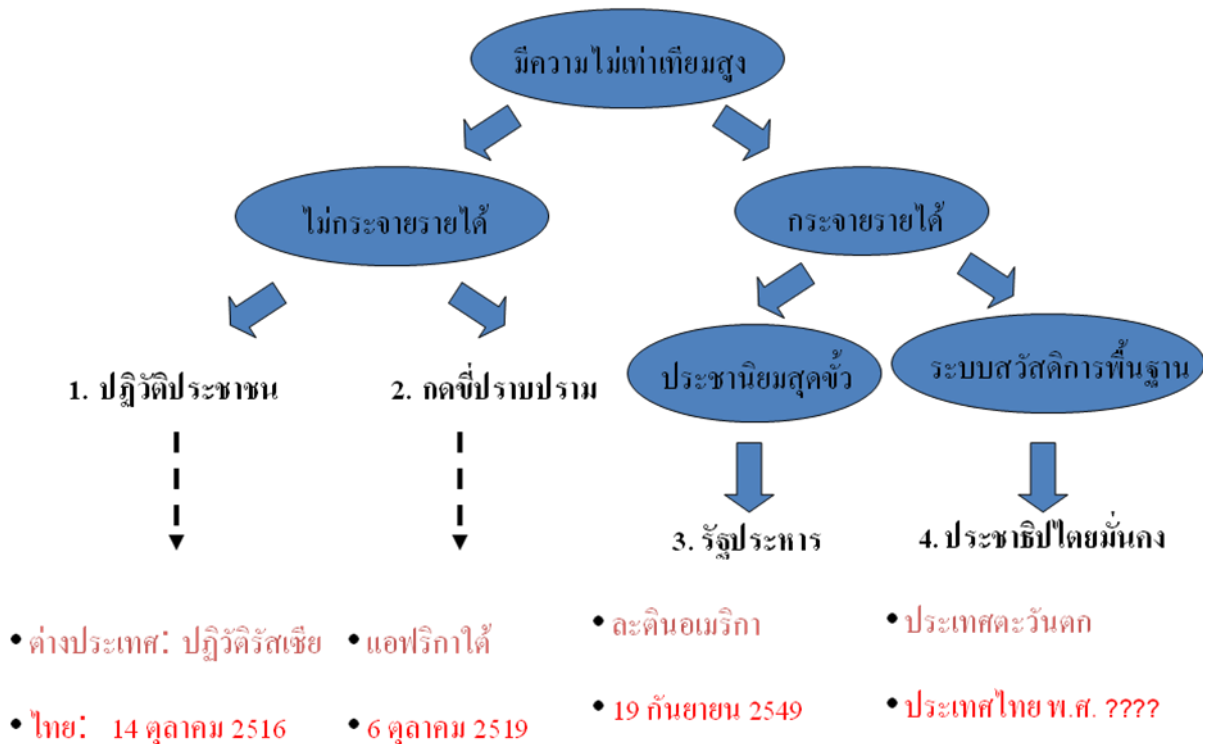 มีความไม่เท่าเทียมสูง
ไม่กระจายรายได้
กระจายรายได้
1. ปฏิวัติประชาชน
2. กดขี่ปราบปราม
ประชานิยมสุดขั้ว
ระบบสวัสดิการพื้นฐาน
3. รัฐประหาร
4. ประชาธิปไตยมั่นคง
• ต่างประเทศ: ปฏิวัติรัสเซีย
• แอฟริกาใต้
• ละตินอเมริกา
• ประเทศตะวันตก
• ไทย: 14 ตุลาคม 2516
• 6 ตุลาคม 2519
• 19 กันยายน 2549
• ประเทศไทย พ.ศ. ????